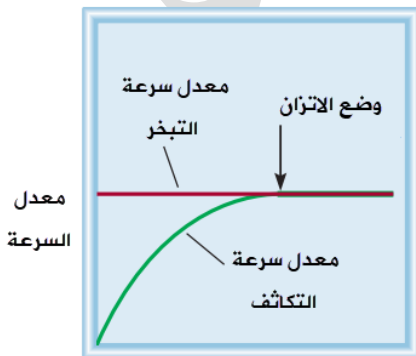 معدل سرعة
التبخر
وضع الاتزان
معدل
السرعة
معدل سرعة
التكاثف